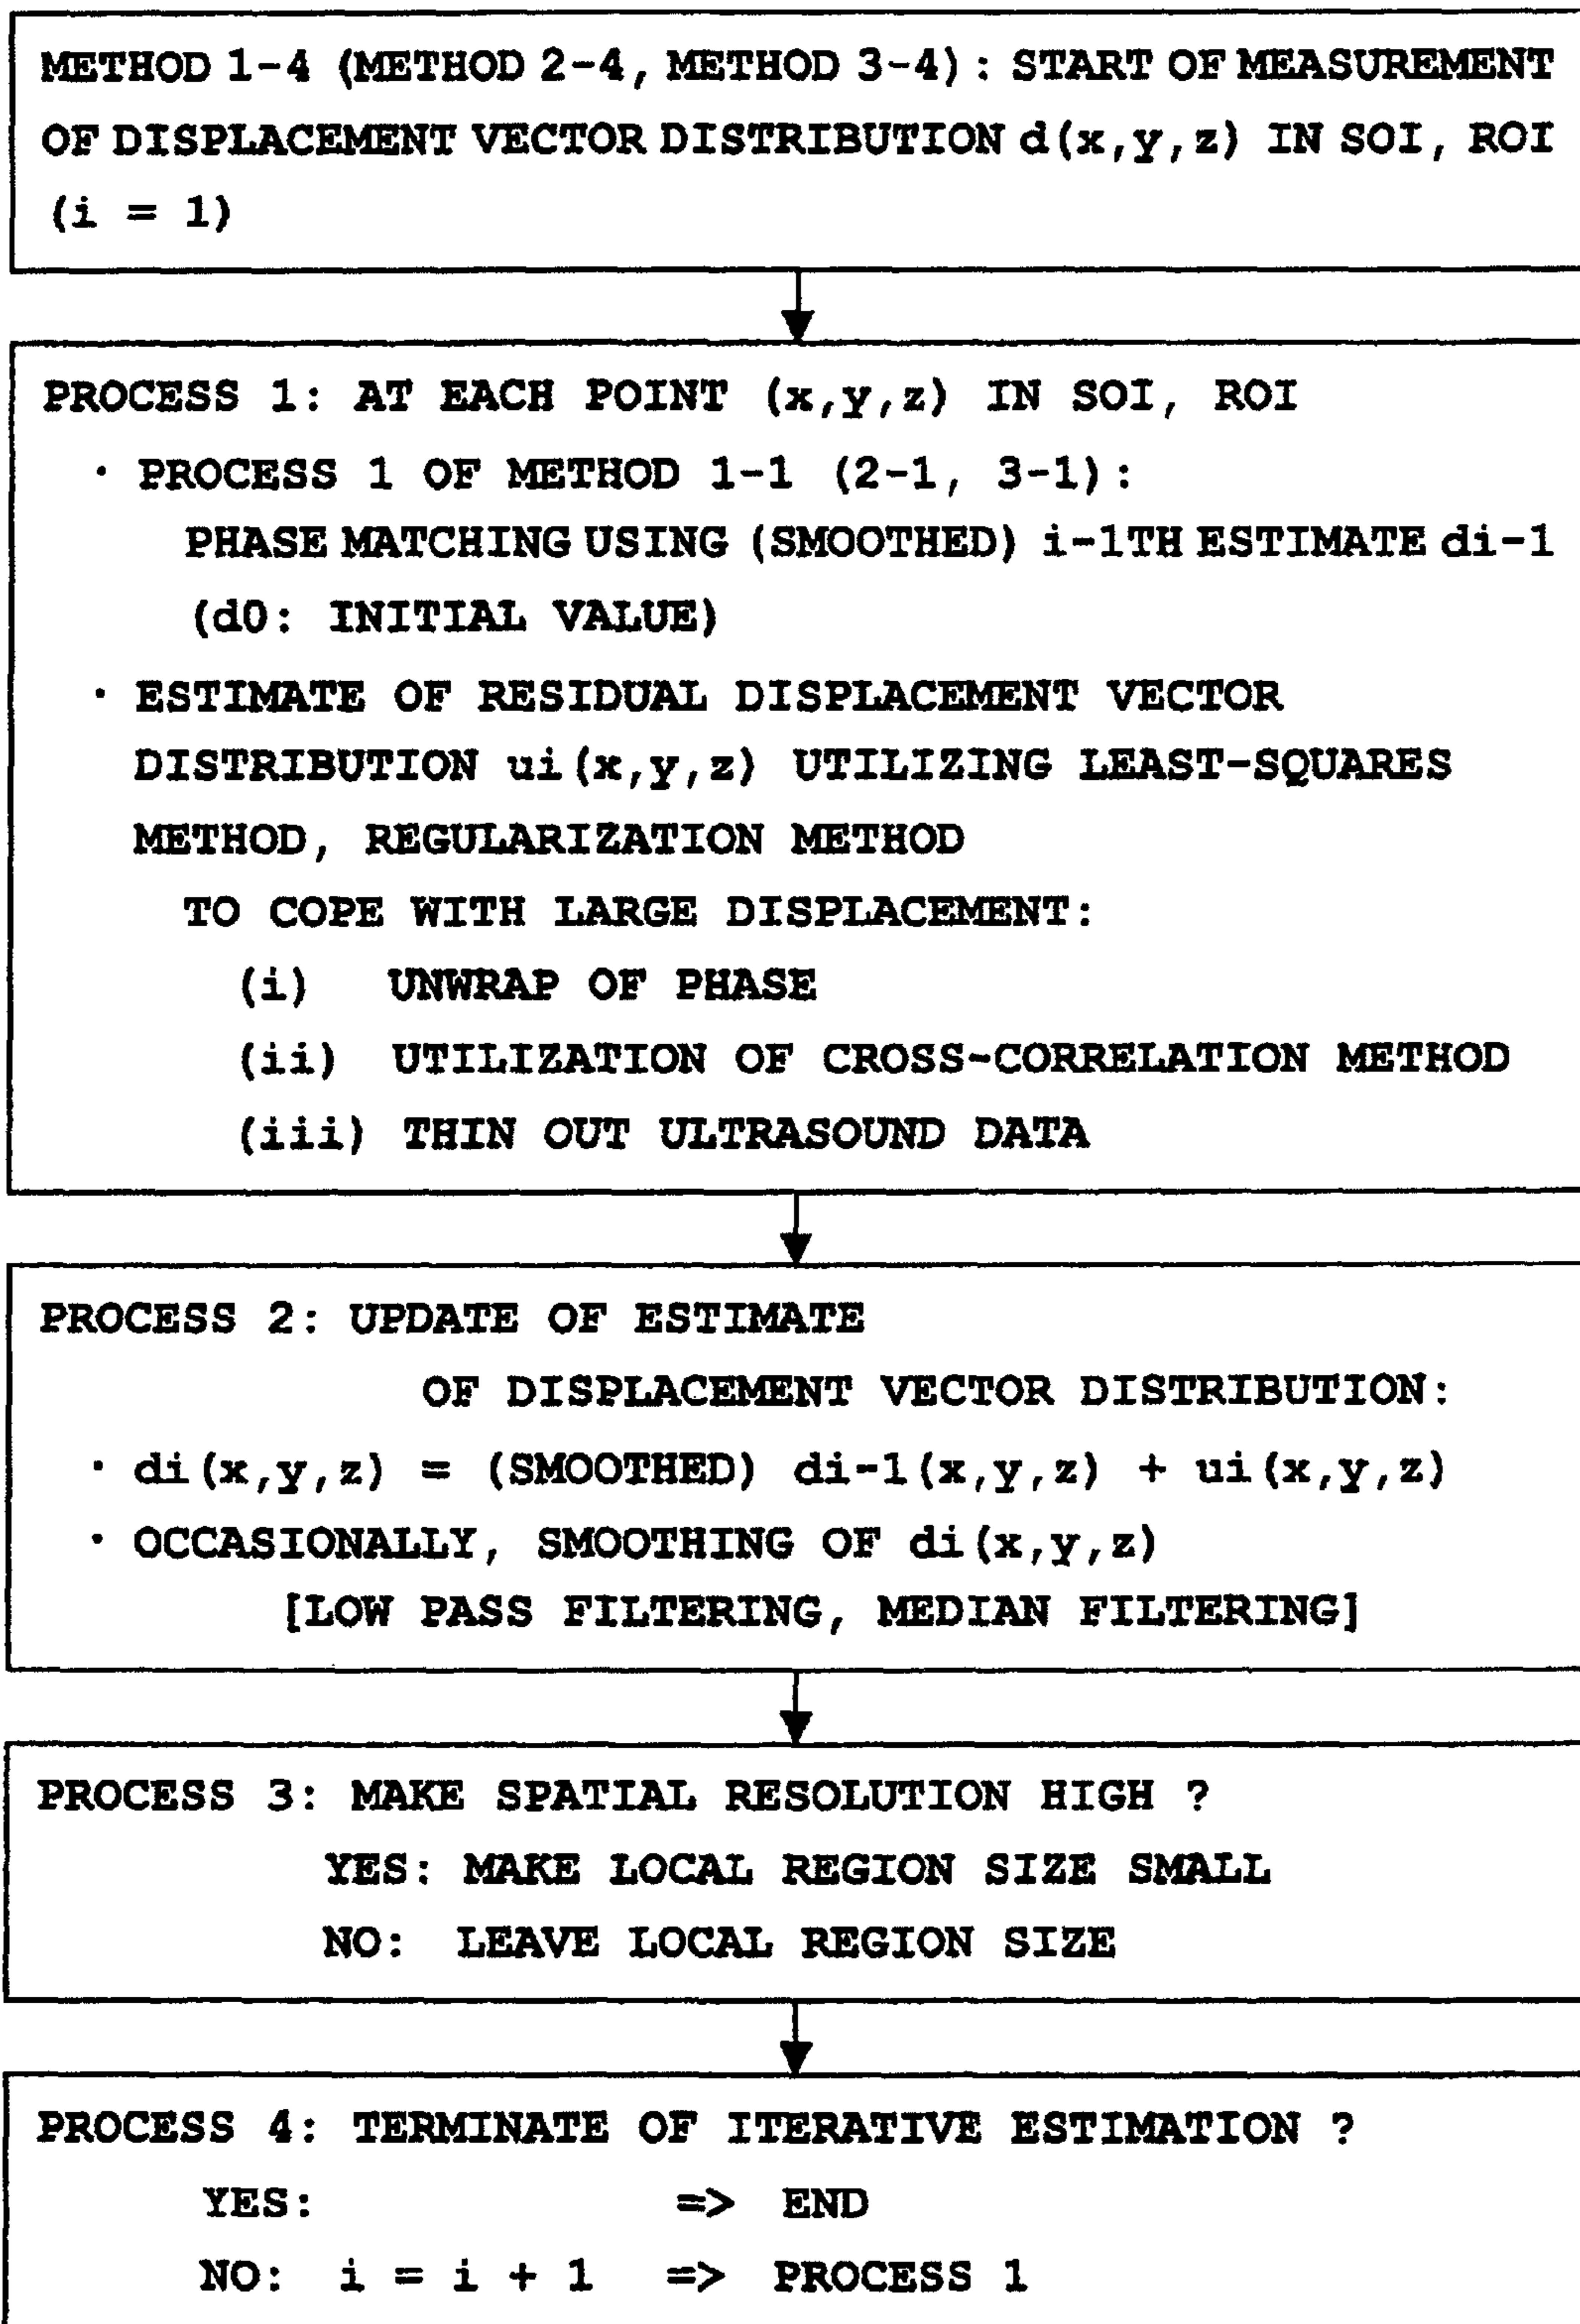 METHOD 1-4 (METHOD 2-4, METHOD 3-4): START OF MEASUREMENT
OF DISPLACEMENT VECTOR DISTRIBUTION d(x,y,z) IN SOI, ROI
(i = 1)
PROCESS 1: AT EACH POINT (x,y,z) IN SOI, ROI
· PROCESS 1 OF METHOD 1-1 (2-1, 3-1):
PHASE MATCHING USING (SMOOTHED) i-1TH ESTIMATE di-1
(d0: INITIAL VALUE)
· ESTIMATE OF RESIDUAL DISPLACEMENT VECTOR
DISTRIBUTION ui(x,y,z) UTILIZING LEAST-SQUARES
METHOD, REGULARIZATION METHOD
TO COPE WITH LARGE DISPLACEMENT:
(i) UNWRAP OF PHASE
(ii) UTILIZATION OF CROSS-CORRELATION METHOD
(iii) THIN OUT ULTRASOUND DATA
PROCESS 2: UPDATE OF ESTIMATE
OF DISPLACEMENT VECTOR DISTRIBUTION:
· di(x,y,z) = (SMOOTHED) di-1(x,y,z) + ui(x,y,z)
· OCCASIONALLY, SMOOTHING OF di(x,y,z)
[LOW PASS FILTERING, MEDIAN FILTERING]
PROCESS 3: MAKE SPATIAL RESOLUTION HIGH ?
YES: MAKE LOCAL REGION SIZE SMALL
NO: LEAVE LOCAL REGION SIZE
PROCESS 4: TERMINATE OF ITERATIVE ESTIMATION ?
YES: => END
NO: i = i + 1 => PROCESS 1